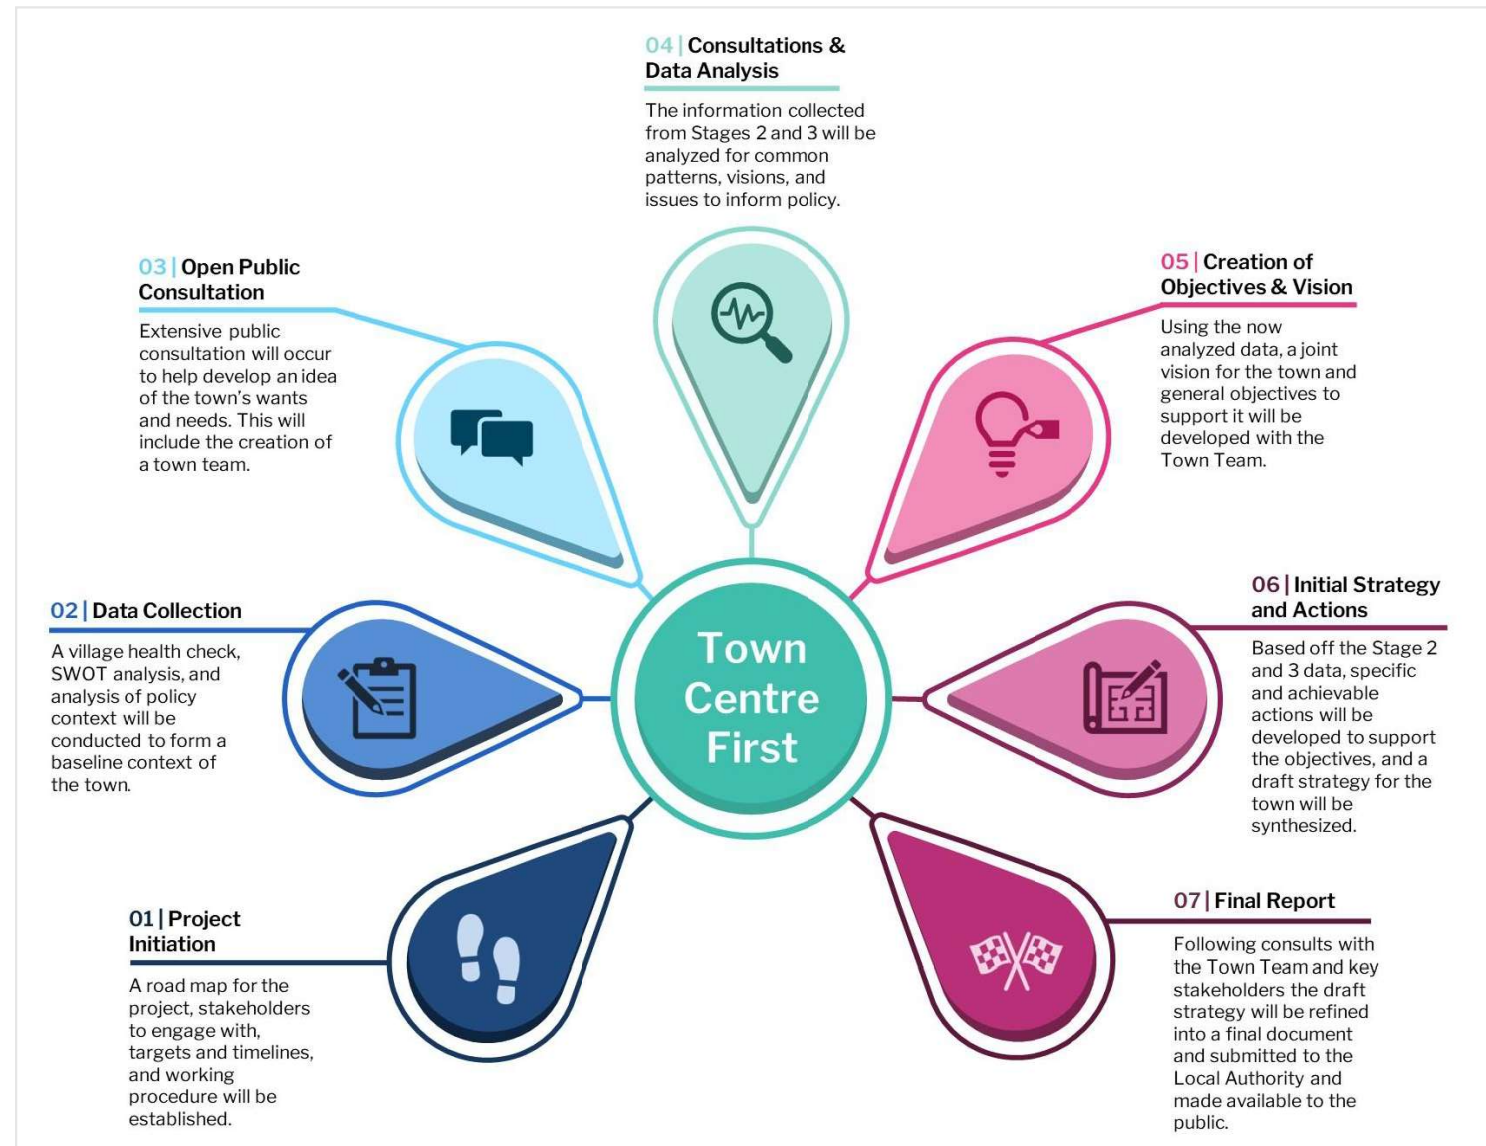 04 | Consultations &
Data Analysis
The information collected
from Stages 2 and 3 will be
analyzed for common
patterns, visions, and
issues to inform policy.
03 | Open Public
Consultation
Extensive public
consultation will occur
to help develop an idea
of the town's wants
and needs. This will
include the creation of
a town team.
05 | Creation of
Objectives & Vision
Using the now
analyzed data, a joint
vision for the town and
general objectives to
support it will be
developed with the
Town Team.
02 | Data Collection
A village health check,
SWOT analysis, and
analysis of policy
context will be
conducted to form a
baseline context of
the town.
Town
Centre
First
06 | Initial Strategy
and Actions
Based off the Stage 2
and 3 data, specific
and achievable
actions will be
developed to support
the objectives, and a
draft strategy for the
town will be
synthesized.
01 | Project
Initiation
A road map for the
project, stakeholders
to engage with,
targets and timelines,
and working
procedure will be
established.
07 | Final Report
Following consults with
the Town Team and key
stakeholders the draft
strategy will be refined
into a final document
and submitted to the
Local Authority and
made available to the
public.